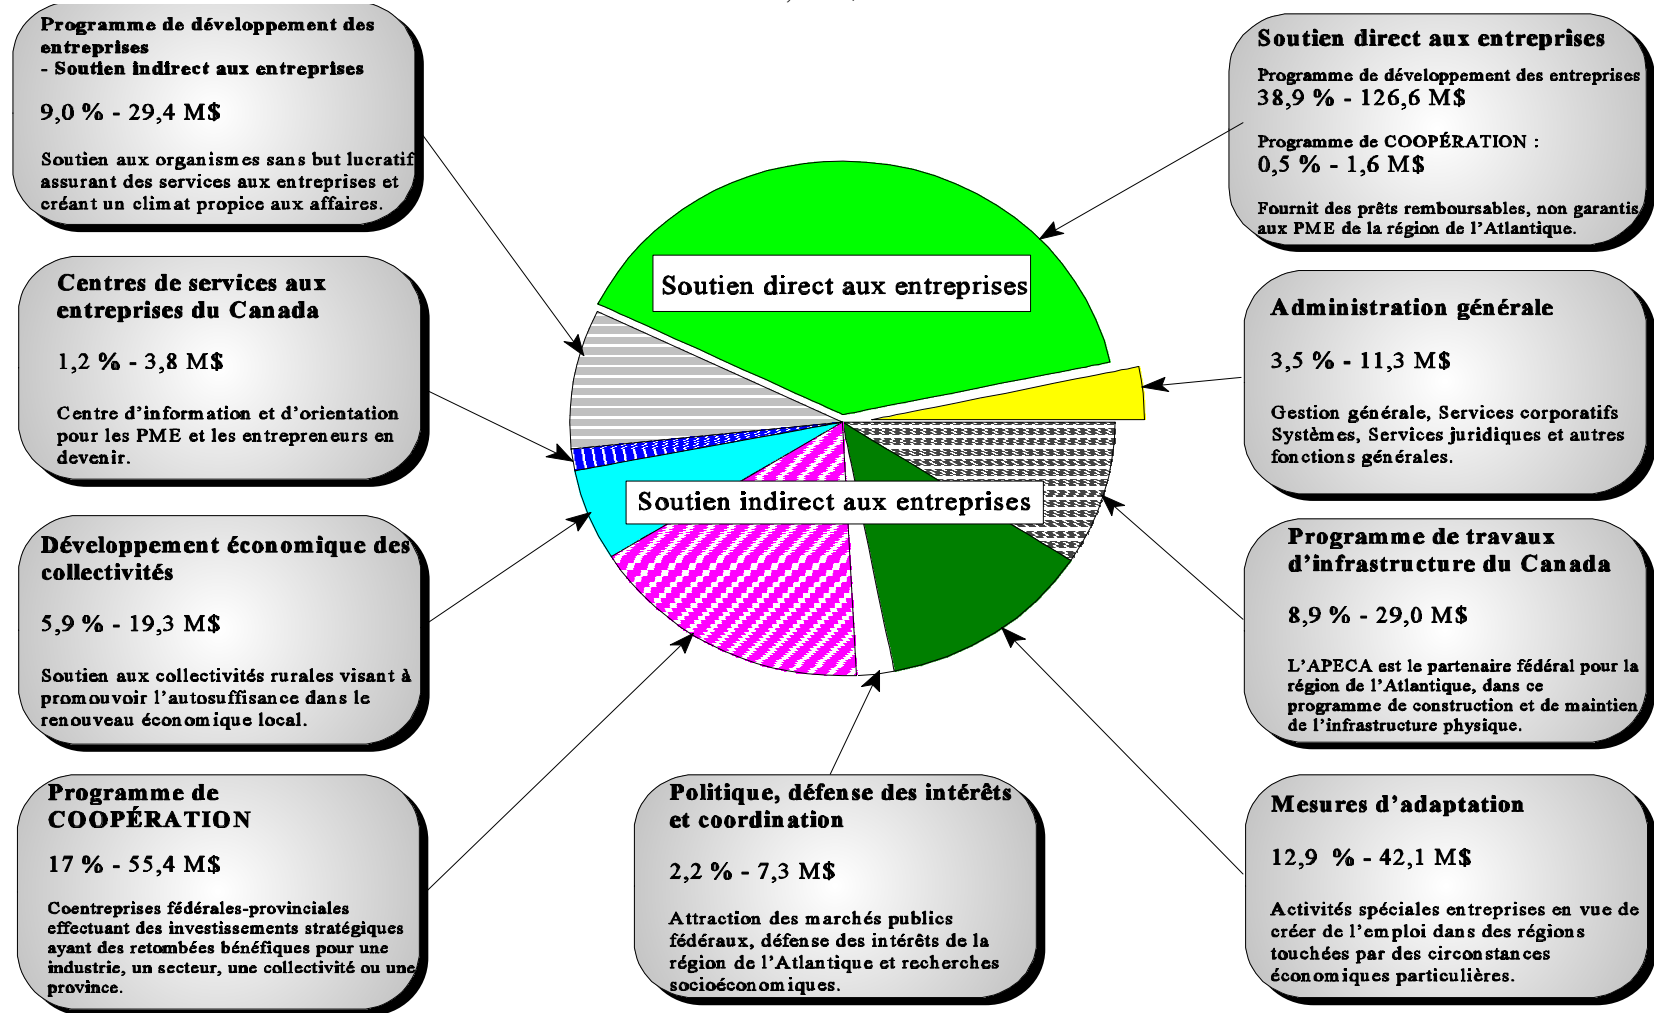 Programme de développement des
entreprises
- Soutien indirect aux entreprises
9,0 % - 29,4 M$
Soutien aux organismes sans but lucratif
assurant des services aux entreprises et
créant un climat propice aux affaires.
Centres de services aux
entreprises du Canada
1,2 % - 3,8 M$
Centre d'information et d'orientation
pour les PME et les entrepreneurs en
devenir.
Développement économique des
collectivités
5,9 % - 19,3 M$
Soutien aux collectivités rurales visant à
promouvoir l'autosuffisance dans le
renouveau économique local.
Programme de
COOPÉRATION
17 % - 55,4 M$
Coentreprises fédérales-provinciales
effectuant des investissements stratégiques
ayant des retombées bénéfiques pour une
industrie, un secteur, une collectivité ou une
province.
Soutien direct aux entreprises
Soutien indirect aux entreprises
Politique, défense des intérêts
et coordination
2,2 % - 7,3 M$
Attraction des marchés publics
fédéraux, défense des intérêts de la
région de l'Atlantique et recherches
socioéconomiques.
Soutien direct aux entreprises
Programme de développement des entreprises
38,9 % - 126,6 M$
Programme de COOPÉRATION :
0,5 % - 1,6 M$
Fournit des prêts remboursables, non garantis
aux PME de la région de l'Atlantique.
Administration générale
3,5 % - 11,3 M$
Gestion générale, Services corporatifs
Systèmes, Services juridiques et autres
fonctions générales.
Programme de travaux
d'infrastructure du Canada
8,9 % - 29,0 M$
L'APECA est le partenaire fédéral pour la
région de l'Atlantique, dans ce
programme de construction et de maintien
de l'infrastructure physique.
Mesures d'adaptation
12,9 % - 42,1 M$
Activités spéciales entreprises en vue de
créer de l'emploi dans des régions
touchées par des circonstances
économiques particulières.